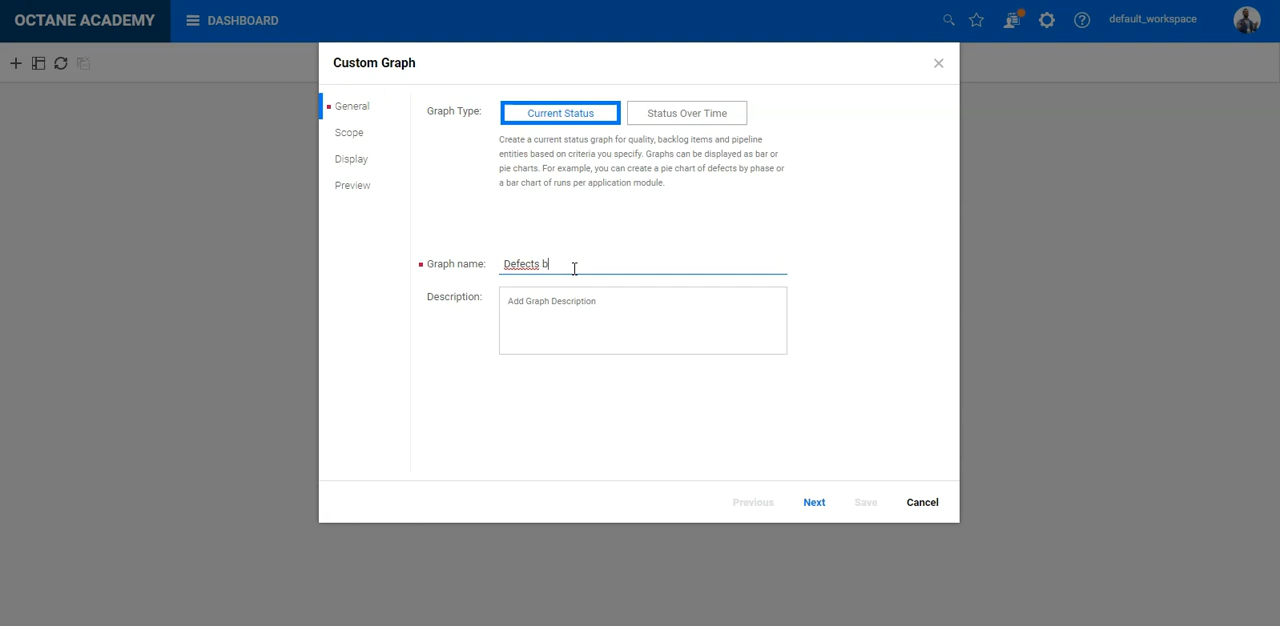 OCTANE ACADEMY
DASHBOARD
default_workspace
Custom Graph
General
Scope
Display
Preview
Graph Type:
Current Status
Status Over Time
Create a current status graph for quality, backlog items and pipeline
entities based on criteria you specify. Graphs can be displayed as bar or
pie charts. For example, you can create a pie chart of defects by phase or
a bar chart of runs per application module.
Graph name:
Defects b
Description:
Add Graph Description
Previous
Next
Save
Cancel